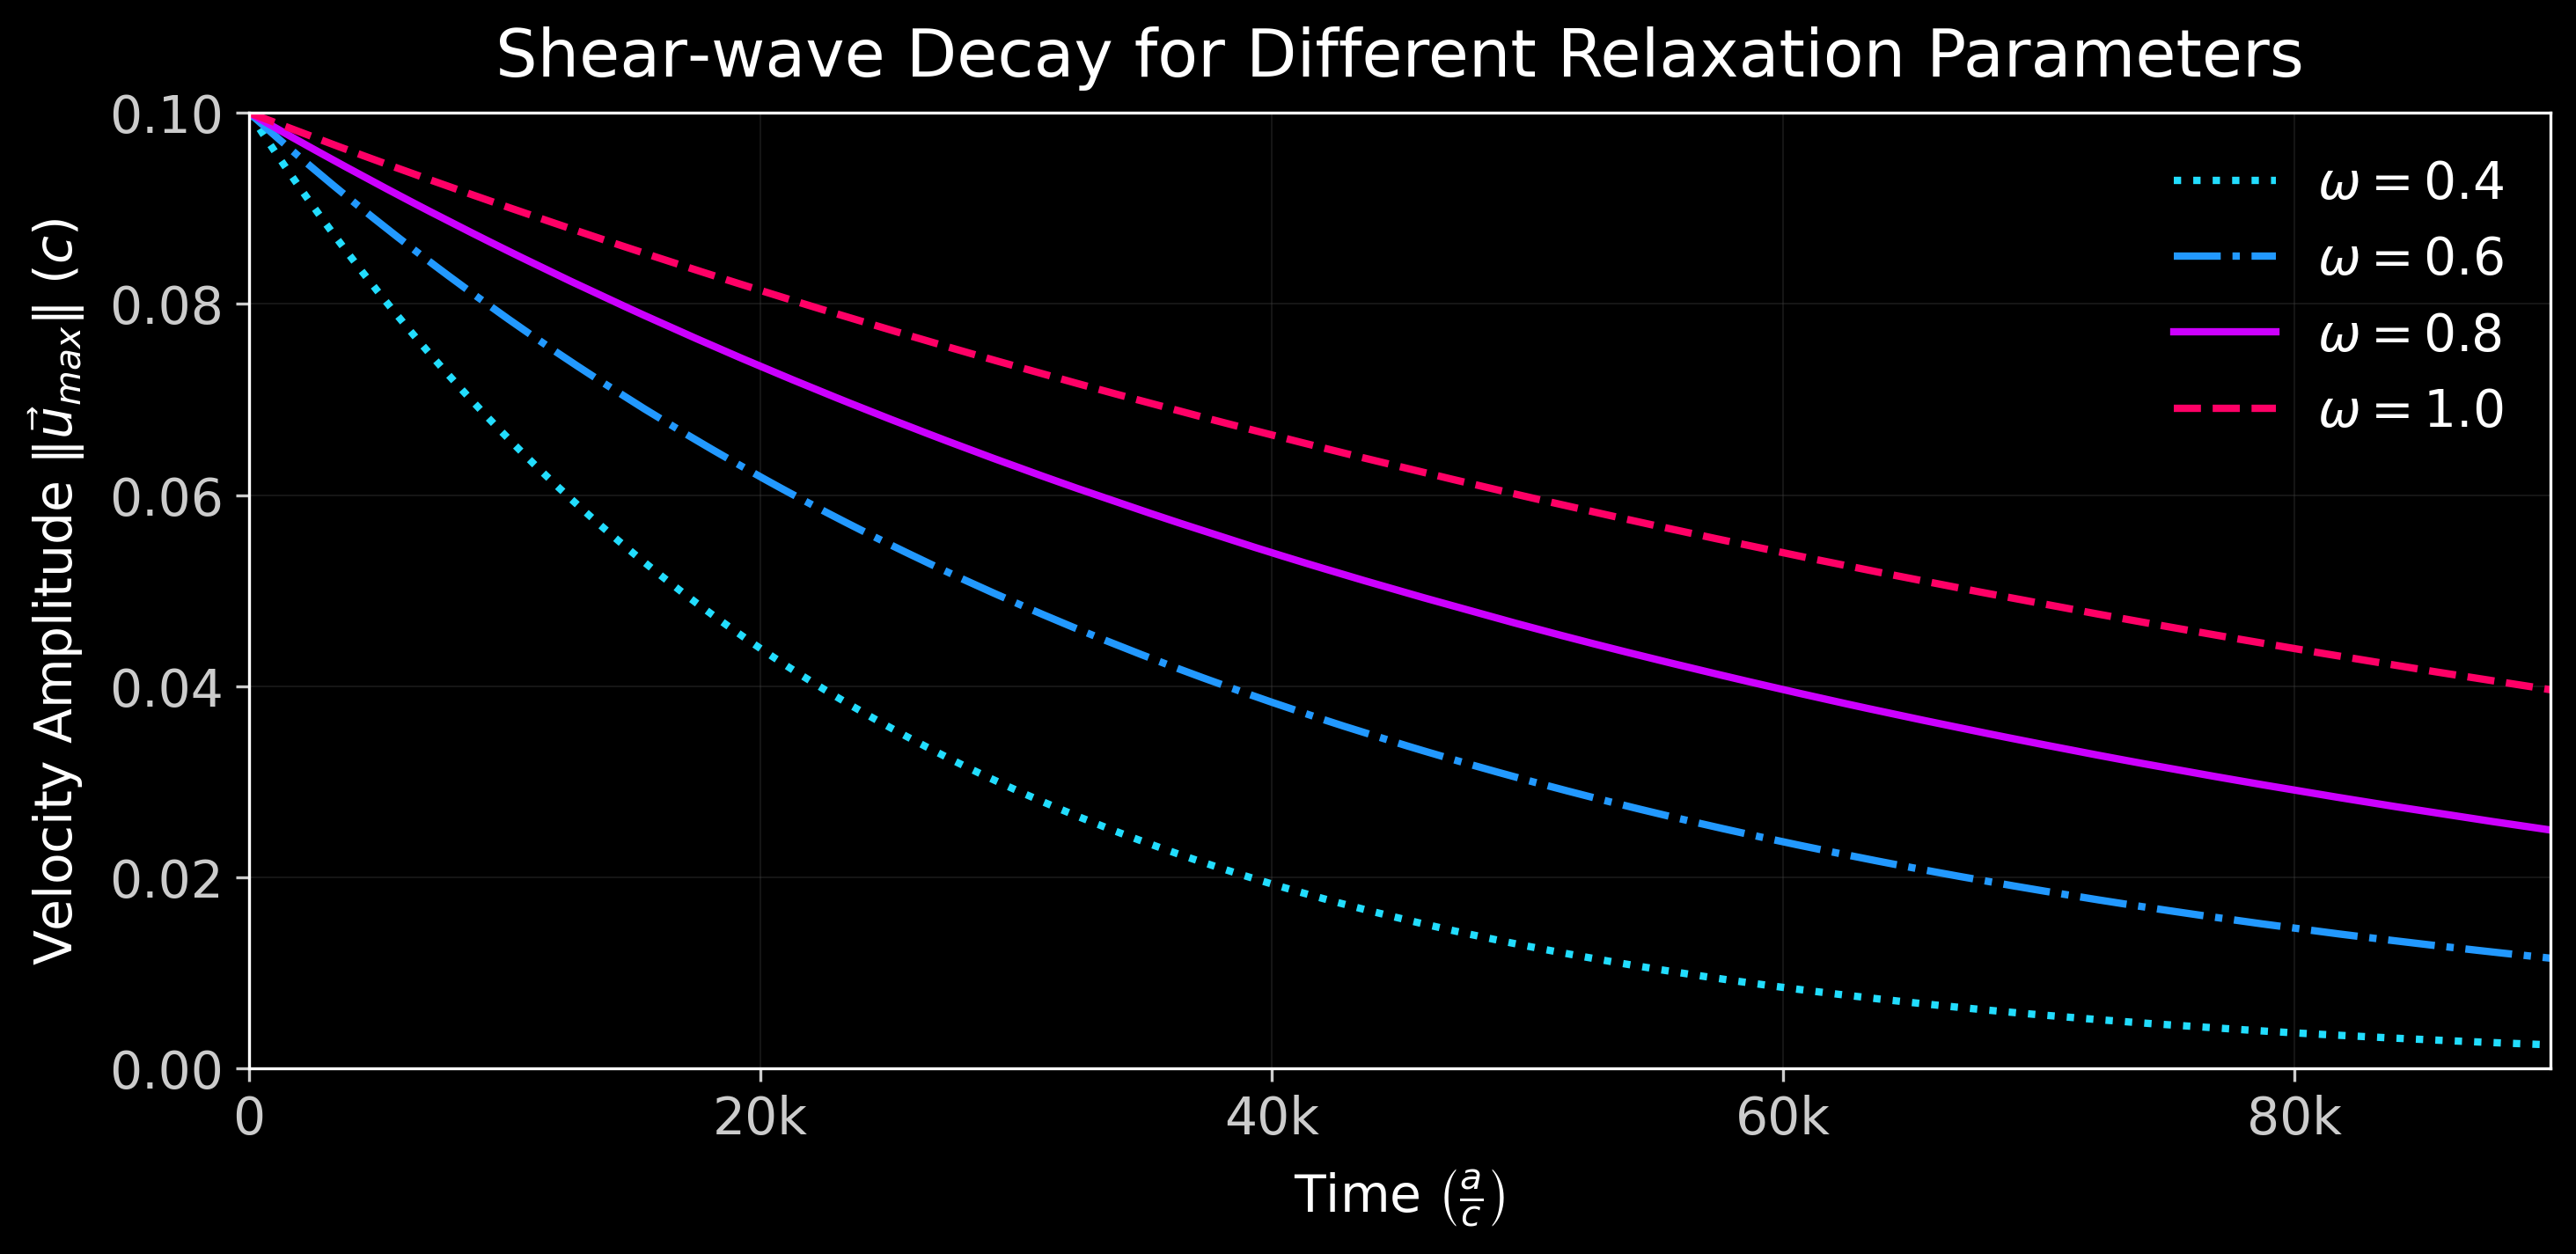 Shear-wave Decay for Different Relaxation Parameters
Velocity Amplitude ‖u⃗ₘₐₓ‖ (c)
0.10
0.08
0.06
0.04
0.02
0.00
ω = 0.4
ω = 0.6
ω = 0.8
ω = 1.0
0 20k 40k 60k 80k
Time (a/c)